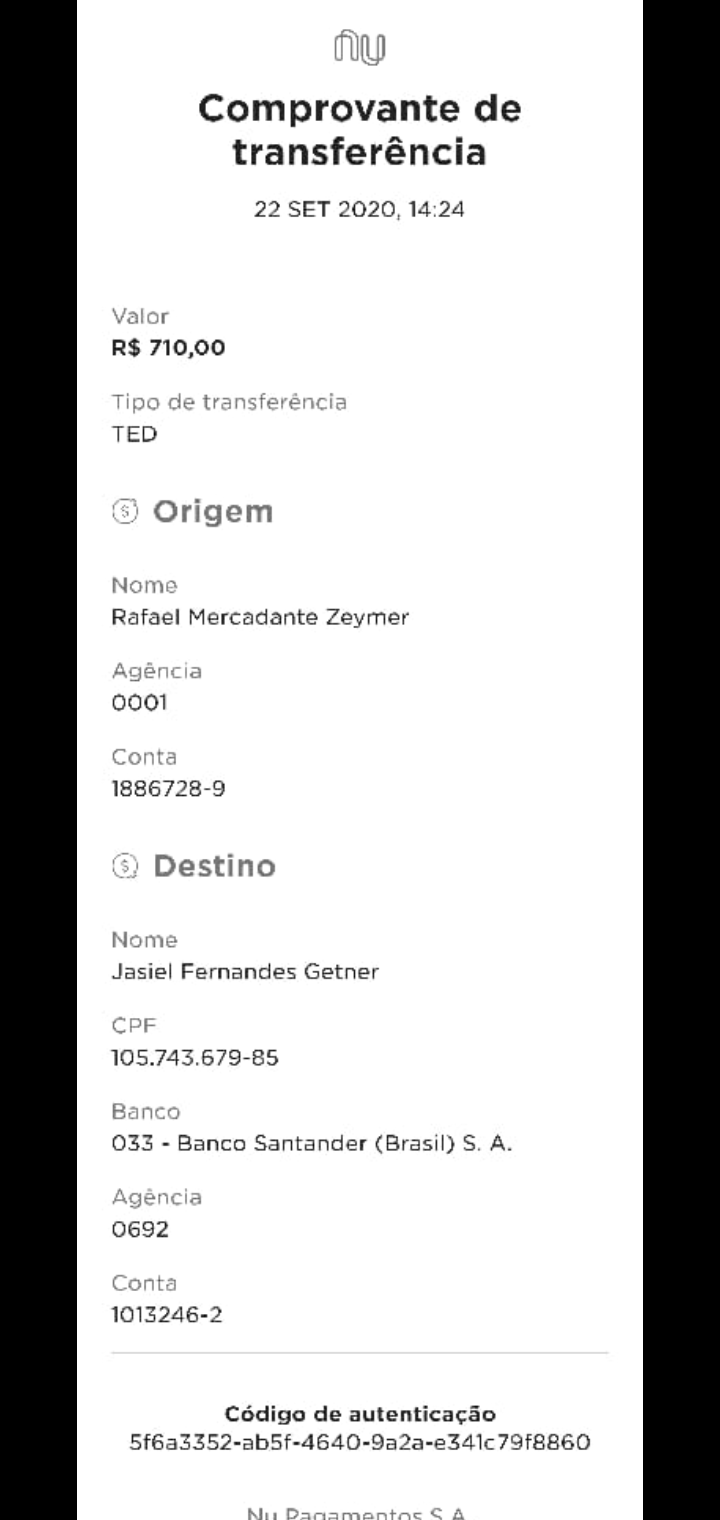 nu
Comprovante de
transferência
22 SET 2020, 14:24
Valor
R$ 710,00
Tipo de transferência
TED
Origem
Nome
Rafael Mercadante Zeymer
Agência
0001
Conta
1886728-9
Destino
Nome
Jasiel Fernandes Getner
CPF
105.743.679-85
Banco
033 - Banco Santander (Brasil) S. A.
Agência
0692
Conta
1013246-2
Código de autenticação
5f6a3352-ab5f-4640-9a2a-e341c79f8860
Nu Pagamentos S.A.